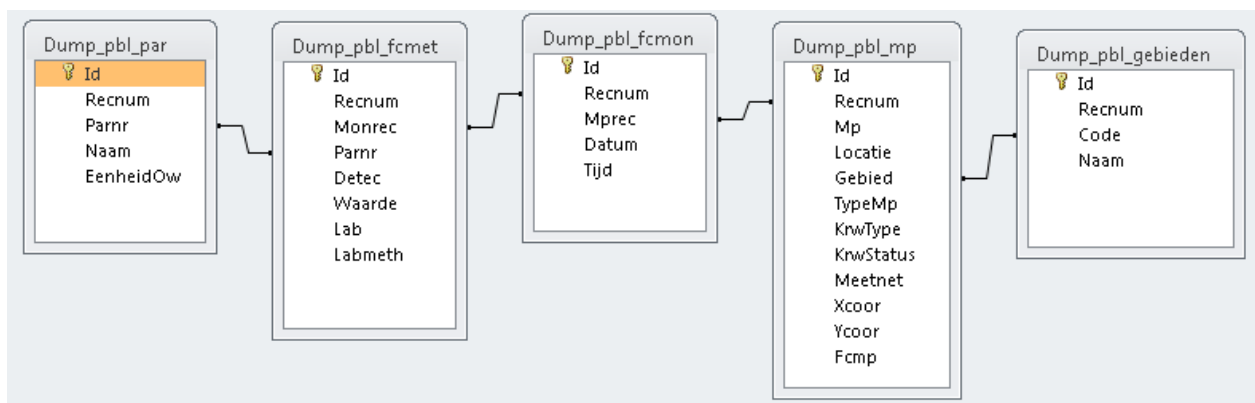 Dump_pbl_par
Id
Recnum
Parnr
Naam
EenheidOw
Dump_pbl_fcmet
Id
Recnum
Monrec
Parnr
Detec
Waarde
Lab
Labmeth
Dump_pbl_fcmon
Id
Recnum
Mprec
Datum
Tijd
Dump_pbl_mp
Id
Recnum
Mp
Locatie
Gebied
TypeMp
KrwType
KrwStatus
Meetnet
Xcoor
Ycoor
Fcmp
Dump_pbl_gebieden
Id
Recnum
Code
Naam